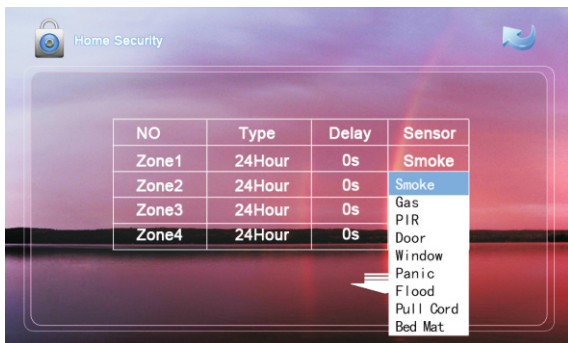 Home Security
NO Type Delay Sensor
Zone1 24Hour 0s Smoke
Zone2 24Hour 0s Smoke
Zone3 24Hour 0s Gas
PIR
Zone4 24Hour 0s Door
Window
Panic
Flood
Pull Cord
Bed Mat